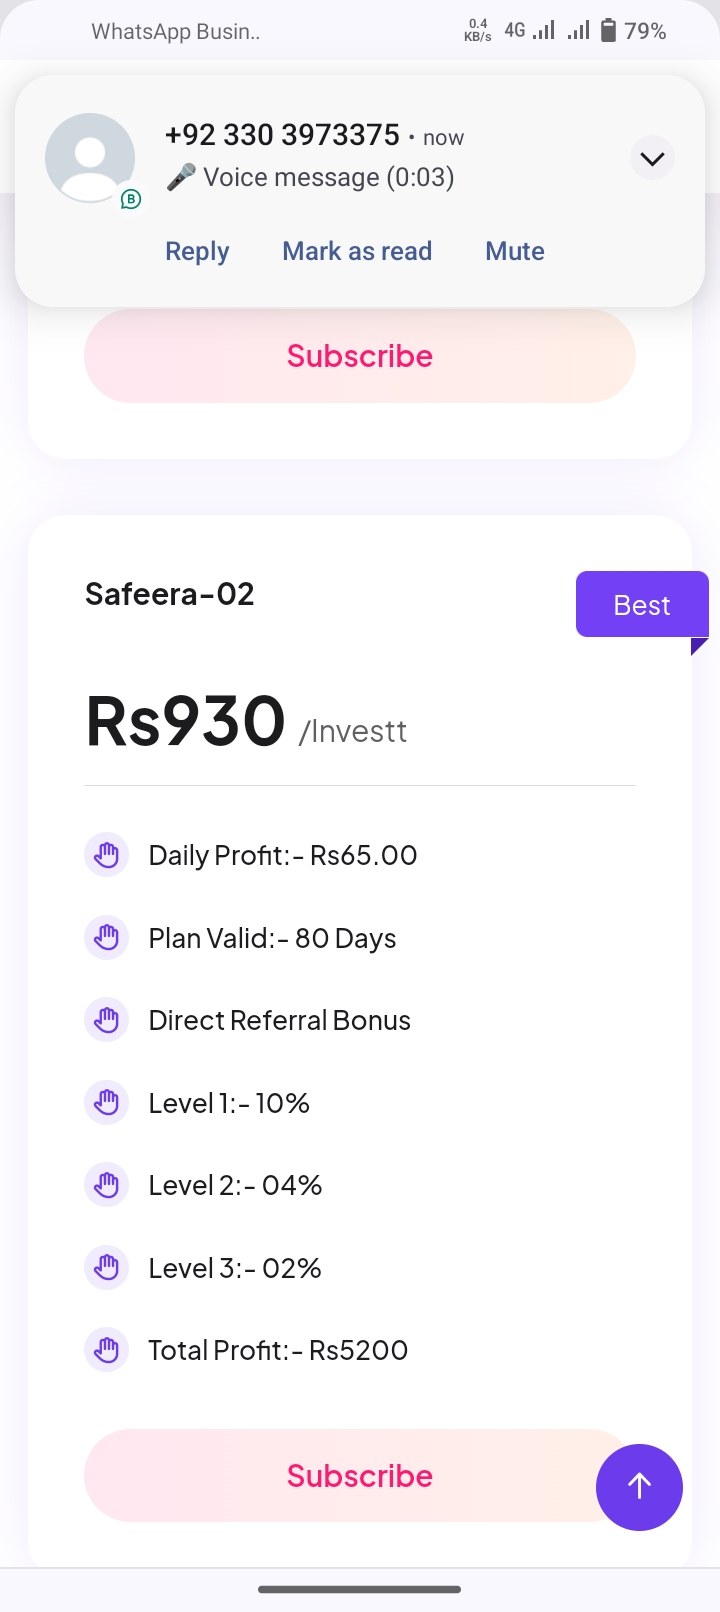 WhatsApp Busin..
0.4
KB/s
4G
79%
+92 330 3973375 • now
🎤 Voice message (0:03)
B
Reply Mark as read Mute
Subscribe
Safeera-02
Best
Rs930 /Investt
Daily Profit:- Rs65.00
Plan Valid:- 80 Days
Direct Referral Bonus
Level 1:- 10%
Level 2:- 04%
Level 3:- 02%
Total Profit:- Rs5200
Subscribe